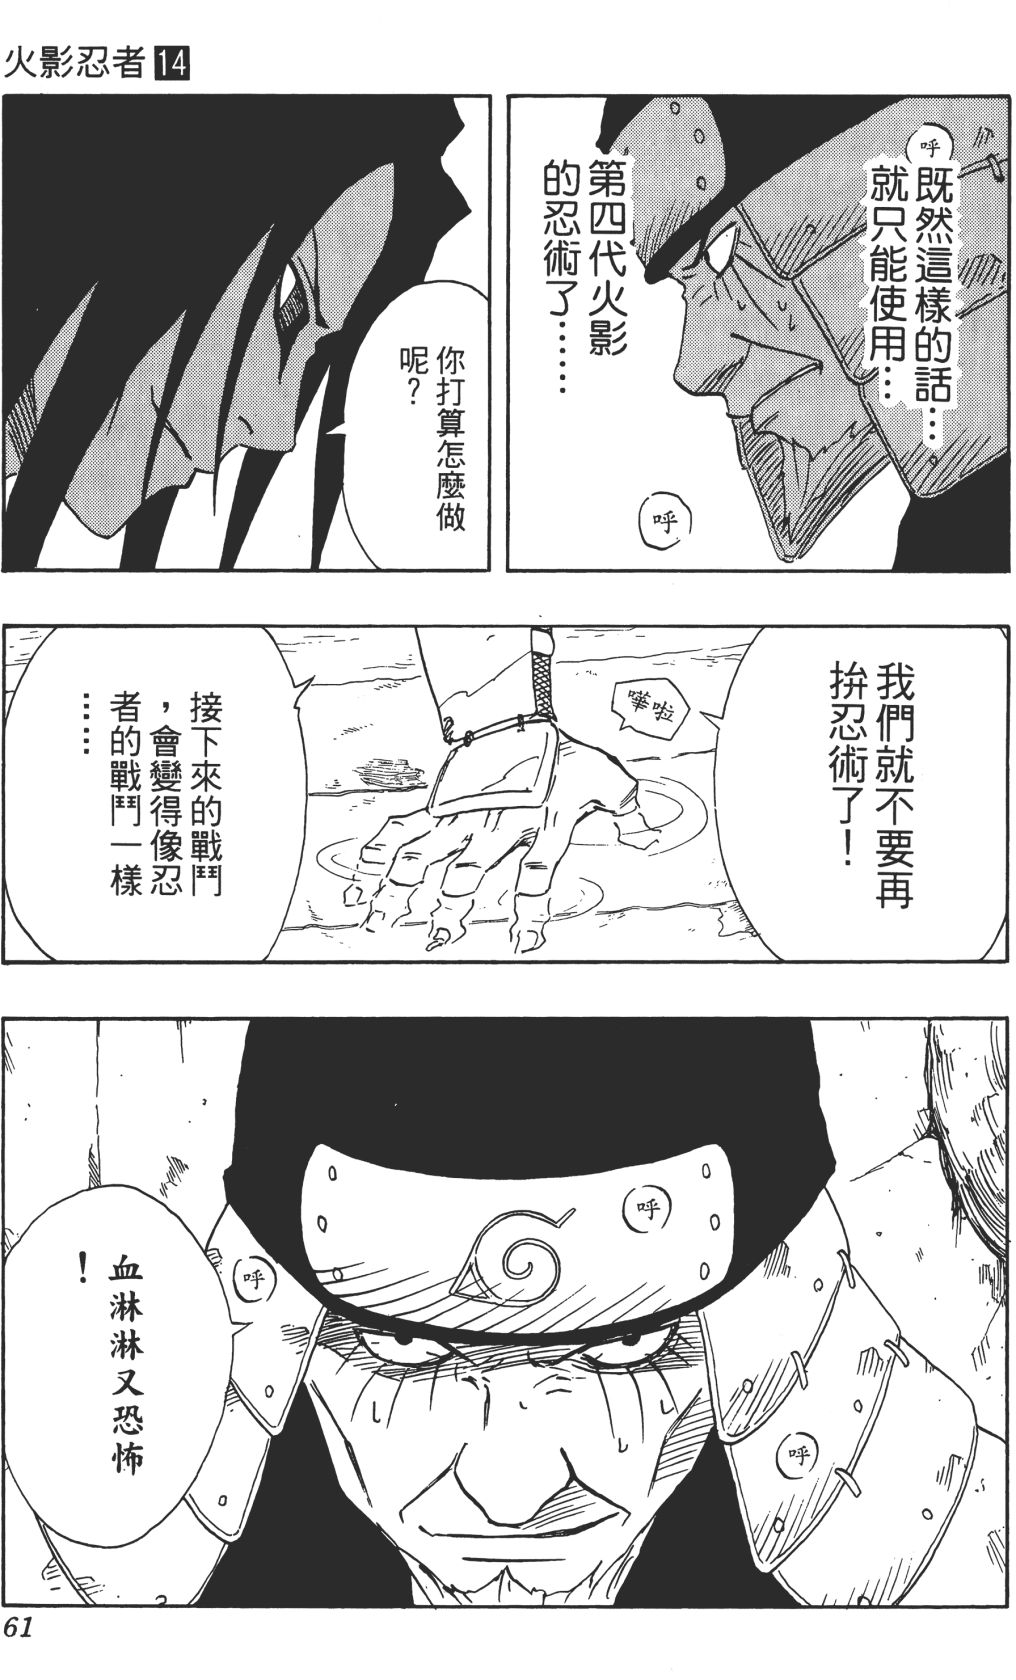 火影忍者14
呼
既然這樣的話…
就只能使用…
第四代火影
的忍術了……
呼
你打算怎麼做
呢？
我們就不要再
拚忍術了！
嘩啦
接下來的戰鬥
，會變得像忍
者的戰鬥一樣
……
呼
呼
呼
血淋淋又恐怖
！
61